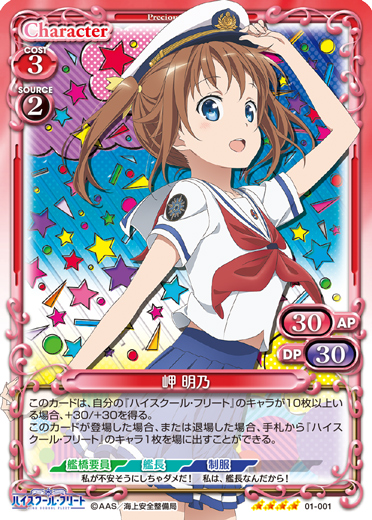 Precious
Character
COST
3
SOURCE
2
30 AP
DP 30
岬 明乃
このカードは、自分の『ハイスクール・フリート』のキャラが10枚以上い
る場合、+30/+30を得る。
このカードが登場した場合、または退場した場合、手札から『ハイス
クール・フリート』のキャラ1枚を場に出すことができる。
艦橋要員 艦長 制服
私が不安そうにしちゃダメだ! 私は、艦長なんだから!
ハイスクール・フリート
HIGH SCHOOL FLEET
©AAS/海上安全整備局
01-001